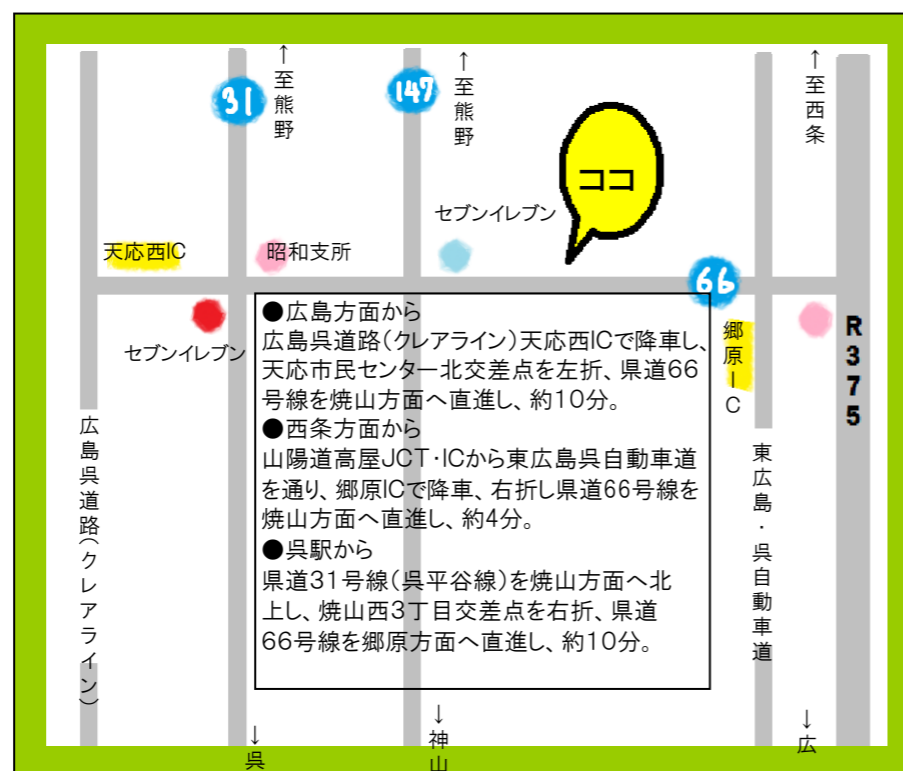 ↑至熊野
↑至熊野
↑至西条
31
147
ココ
セブンイレブン
天応西IC
昭和支所
66
セブンイレブン
郷原IC
R375
●広島方面から
広島呉道路(クレアライン)天応西ICで降車し、
天応市民センター北交差点を左折、県道66
号線を焼山方面へ直進し、約10分。
●西条方面から
山陽道高屋JCT・ICから東広島呉自動車道
を通り、郷原ICで降車、右折し県道66号線を
焼山方面へ直進し、約4分。
●呉駅から
県道31号線(呉平谷線)を焼山方面へ北
上し、焼山西3丁目交差点を右折、県道
66号線を郷原方面へ直進し、約10分。
広島呉道路(クレアライン)
東広島・呉自動車道
↓呉
↓神山
↓広